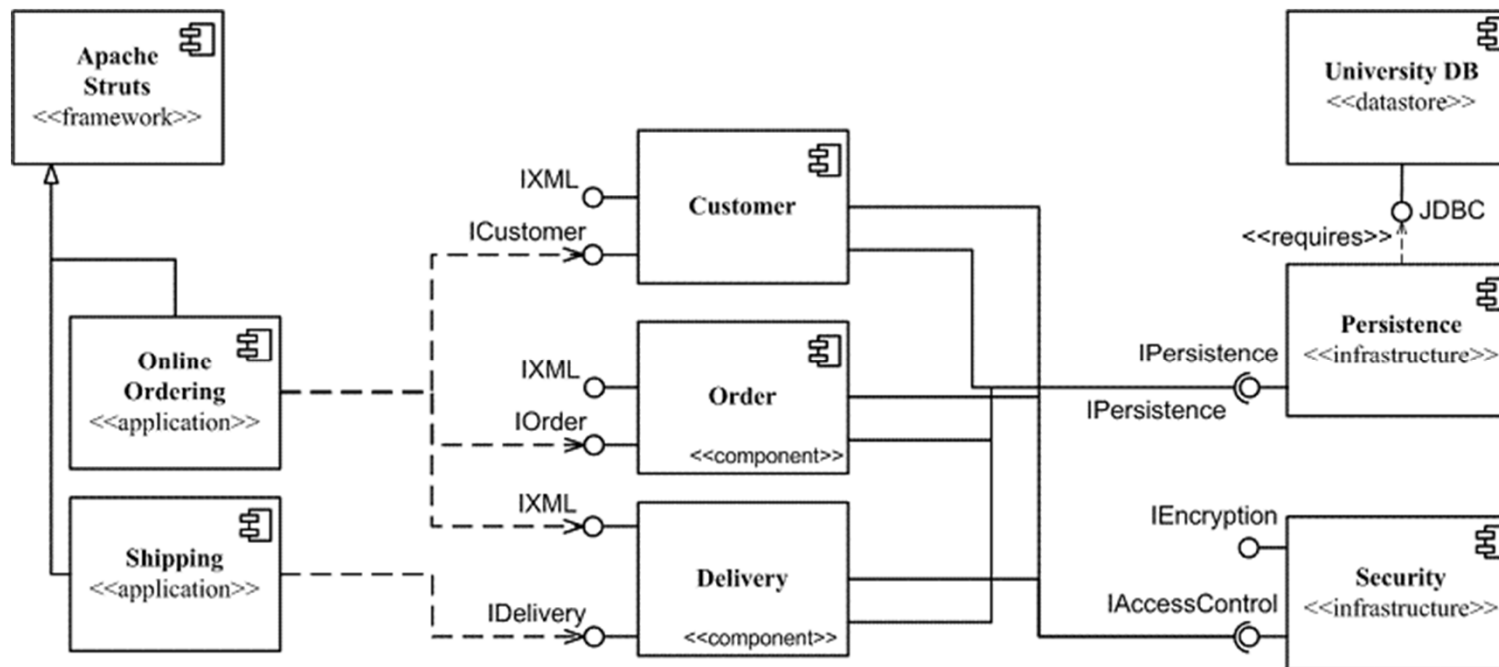 Apache
Struts
<<framework>>
Online
Ordering
<<application>>
Shipping
<<application>>
IXML
ICustomer
Customer
IXML
IOrder
Order
<<component>>
IXML
IDelivery
Delivery
<<component>>
University DB
<<datastore>>
JDBC
<<requires>>
Persistence
<<infrastructure>>
IPersistence
IPersistence
IEncryption
IAccessControl
Security
<<infrastructure>>